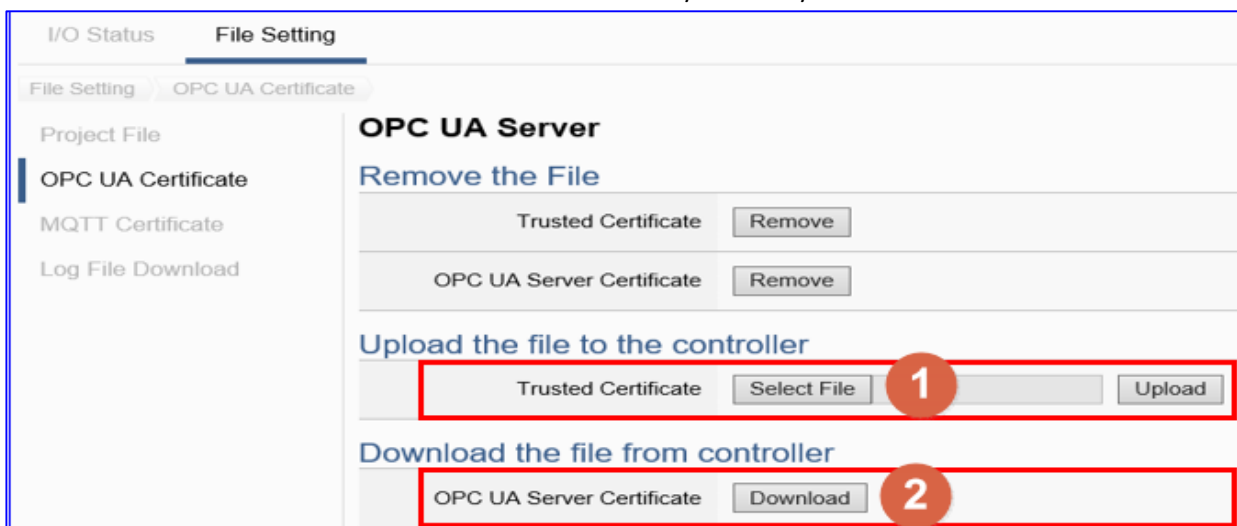 I/O Status File Setting
File Setting OPC UA Certificate
Project File
OPC UA Certificate
MQTT Certificate
Log File Download
OPC UA Server
Remove the File
Trusted Certificate Remove
OPC UA Server Certificate Remove
Upload the file to the controller
Trusted Certificate Select File 1 Upload
Download the file from controller
OPC UA Server Certificate Download 2